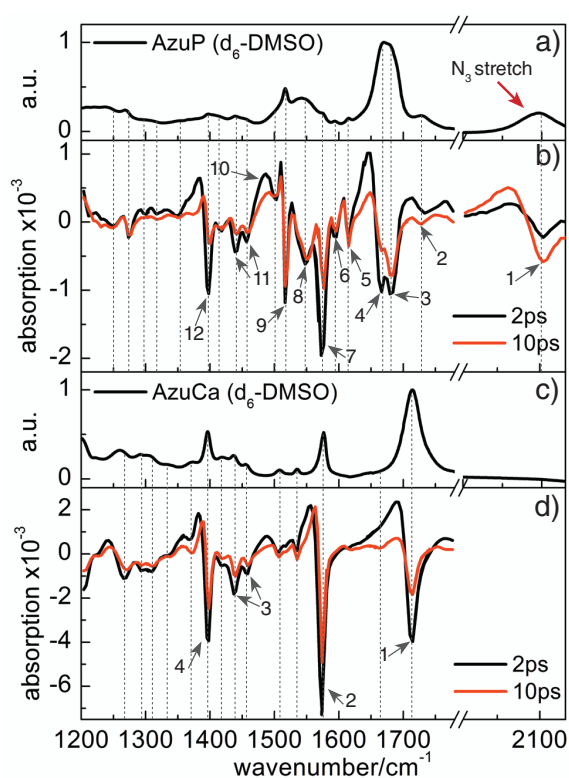 AzuP (d6-DMSO)
a)
N3 stretch
a.u.
1
0
b)
absorption x10-3
1
0
-1
-2
10
11
12
9
8
7
6
5
4
3
2
1
2ps
10ps
AzuCa (d6-DMSO)
c)
a.u.
1
0
d)
absorption x10-3
2
0
-2
-4
-6
4
3
2
1
2ps
10ps
1200 1300 1400 1500 1600 1700 2100
wavenumber/cm-1